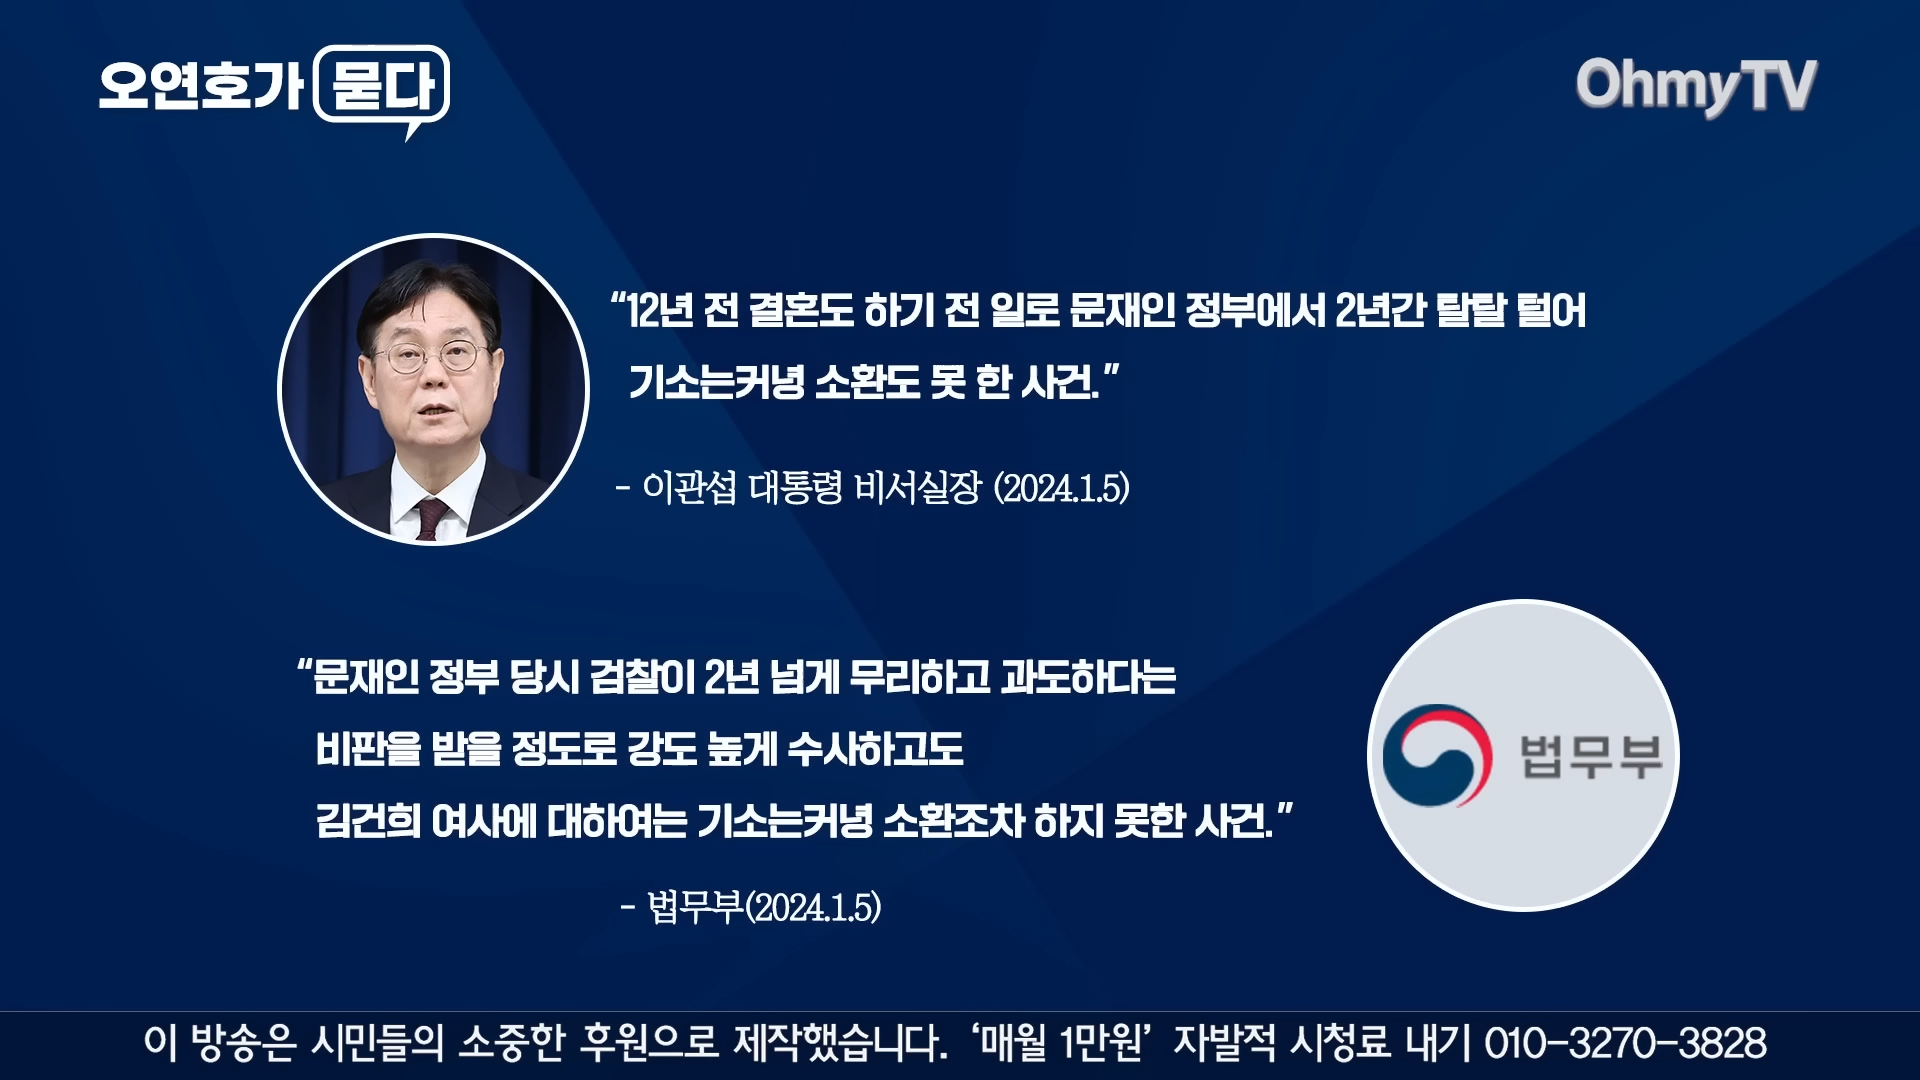 오연호가 묻다
OhmyTV
“12년 전 결혼도 하기 전 일로 문재인 정부에서 2년간 탈탈 털어
기소는커녕 소환도 못 한 사건.”
- 이관섭 대통령 비서실장 (2024.1.5)
“문재인 정부 당시 검찰이 2년 넘게 무리하고 과도하다는
비판을 받을 정도로 강도 높게 수사하고도
김건희 여사에 대하여는 기소는커녕 소환조차 하지 못한 사건.”
법무부
- 법무부(2024.1.5)
이 방송은 시민들의 소중한 후원으로 제작했습니다. ‘매월 1만원’ 자발적 시청료 내기 010-3270-3828